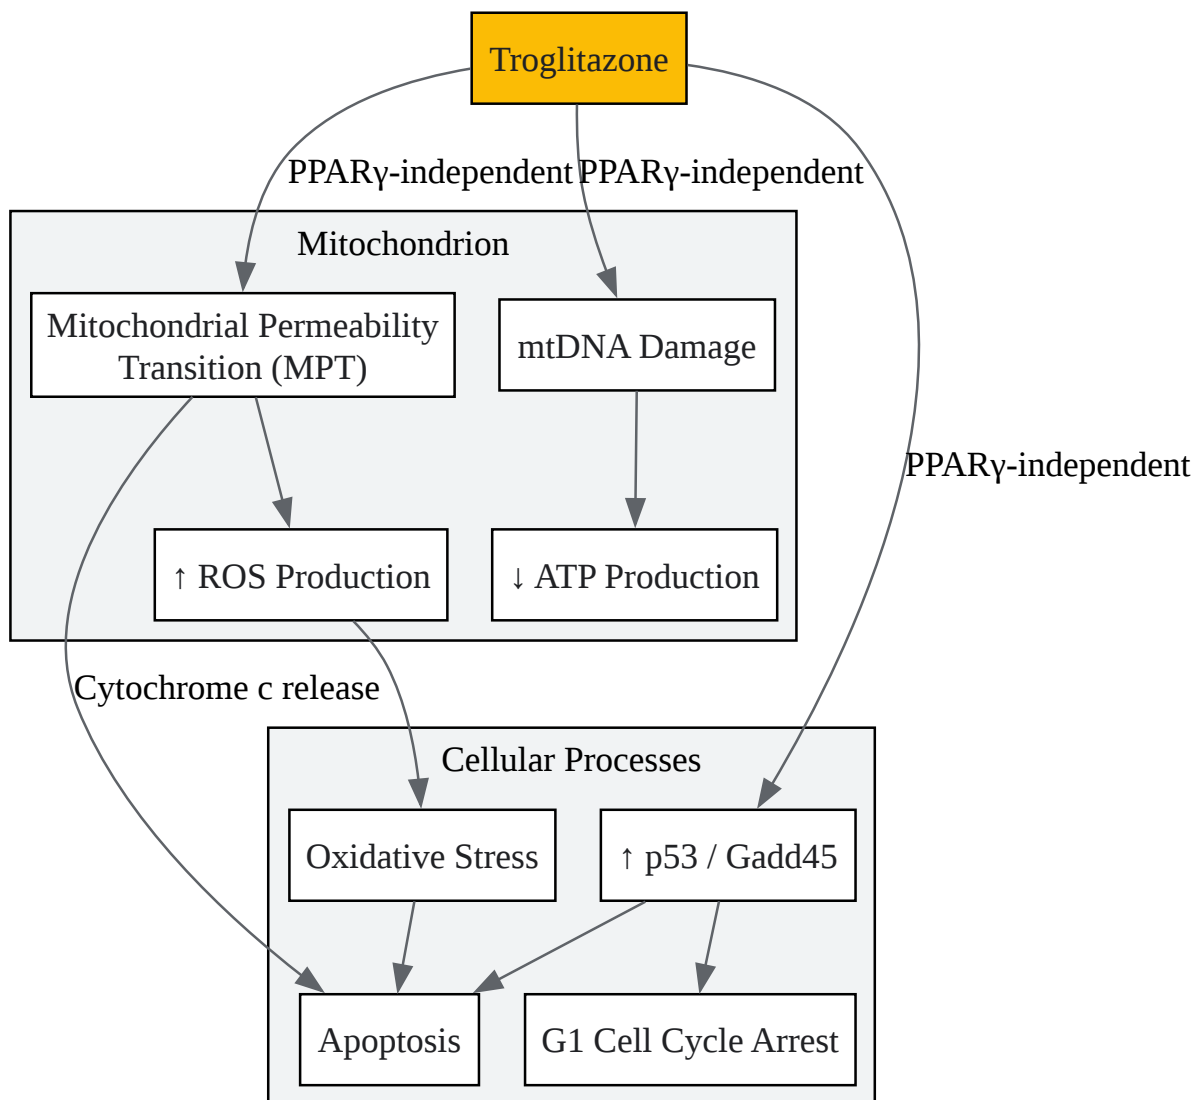 Troglitazone
PPARγ-independent
PPARγ-independent
Mitochondrion
Mitochondrial Permeability
Transition (MPT)
mtDNA Damage
PPARγ-independent
↑ ROS Production
↓ ATP Production
Cytochrome c release
Cellular Processes
Oxidative Stress
↑ p53 / Gadd45
Apoptosis
G1 Cell Cycle Arrest